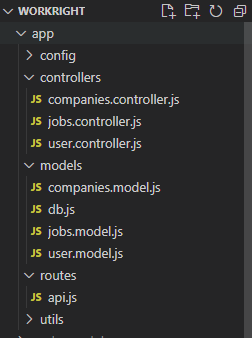 WORKRIGHT
app
config
controllers
JS companies.controller.js
JS jobs.controller.js
JS user.controller.js
models
JS companies.model.js
JS db.js
JS jobs.model.js
JS user.model.js
routes
JS api.js
utils